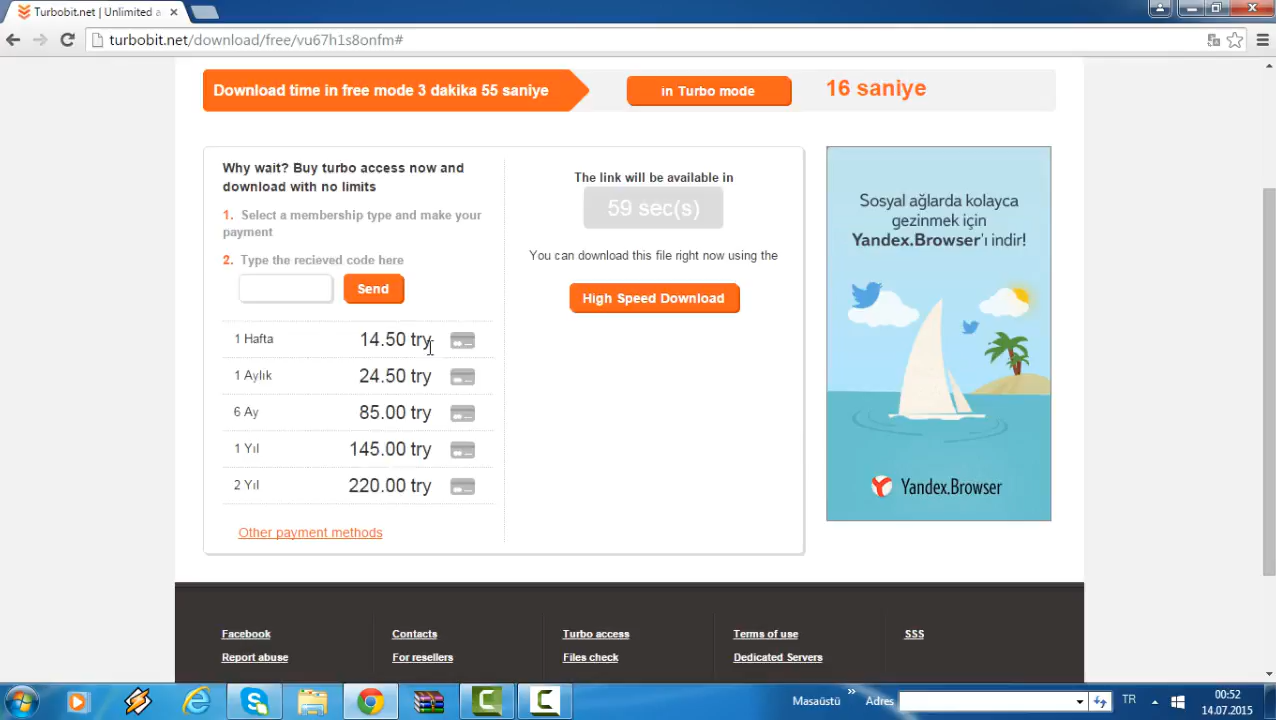 Turbobit.net | Unlimited a
turbobit.net/download/free/vu67h1s8onfm#
Download time in free mode 3 dakika 55 saniye
in Turbo mode
16 saniye
Why wait? Buy turbo access now and
download with no limits
1. Select a membership type and make your
payment
2. Type the recieved code here
Send
1 Hafta 14.50 try
1 Aylık 24.50 try
6 Ay 85.00 try
1 Yıl 145.00 try
2 Yıl 220.00 try
Other payment methods
The link will be available in
59 sec(s)
You can download this file right now using the
High Speed Download
Sosyal ağlarda kolayca
gezinmek için
Yandex.Browser'ı indir!
Yandex.Browser
Facebook Contacts Turbo access Terms of use SSS
Report abuse For resellers Files check Dedicated Servers
Masaüstü » Adres TR 00:52
14.07.2015